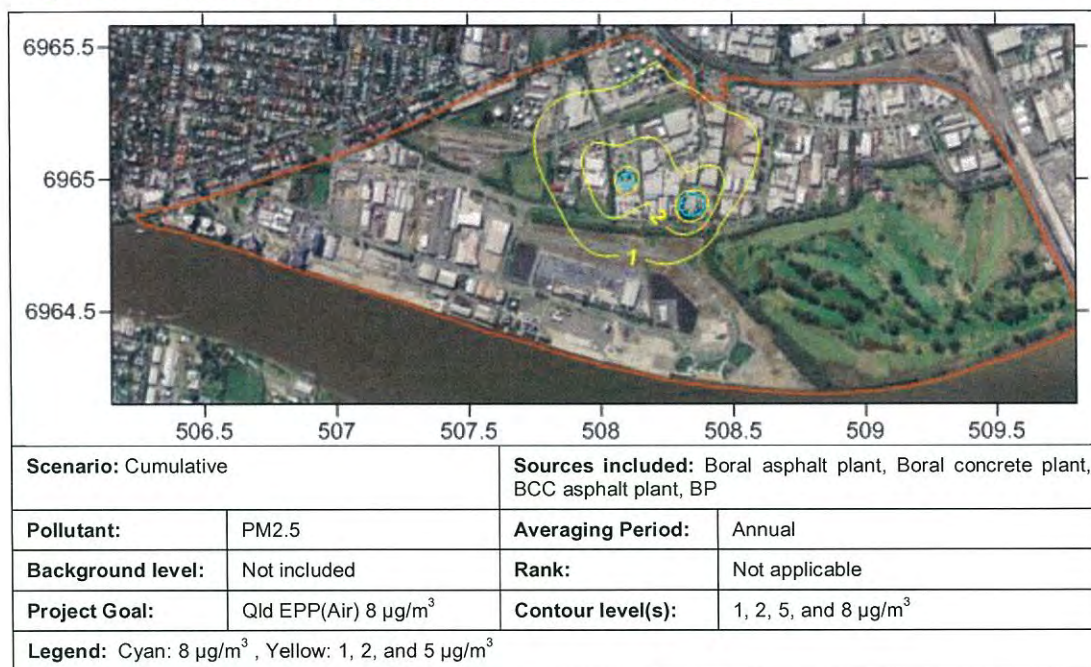 6965.5
6965
6964.5
2
1
506.5 507 507.5 508 508.5 509 509.5
Scenario: Cumulative
Sources included: Boral asphalt plant, Boral concrete plant,
BCC asphalt plant, BP
Pollutant: PM2.5 Averaging Period: Annual
Background level: Not included Rank: Not applicable
Project Goal: Qld EPP(Air) 8 µg/m³ Contour level(s): 1, 2, 5, and 8 µg/m³
Legend: Cyan: 8 µg/m³ , Yellow: 1, 2, and 5 µg/m³